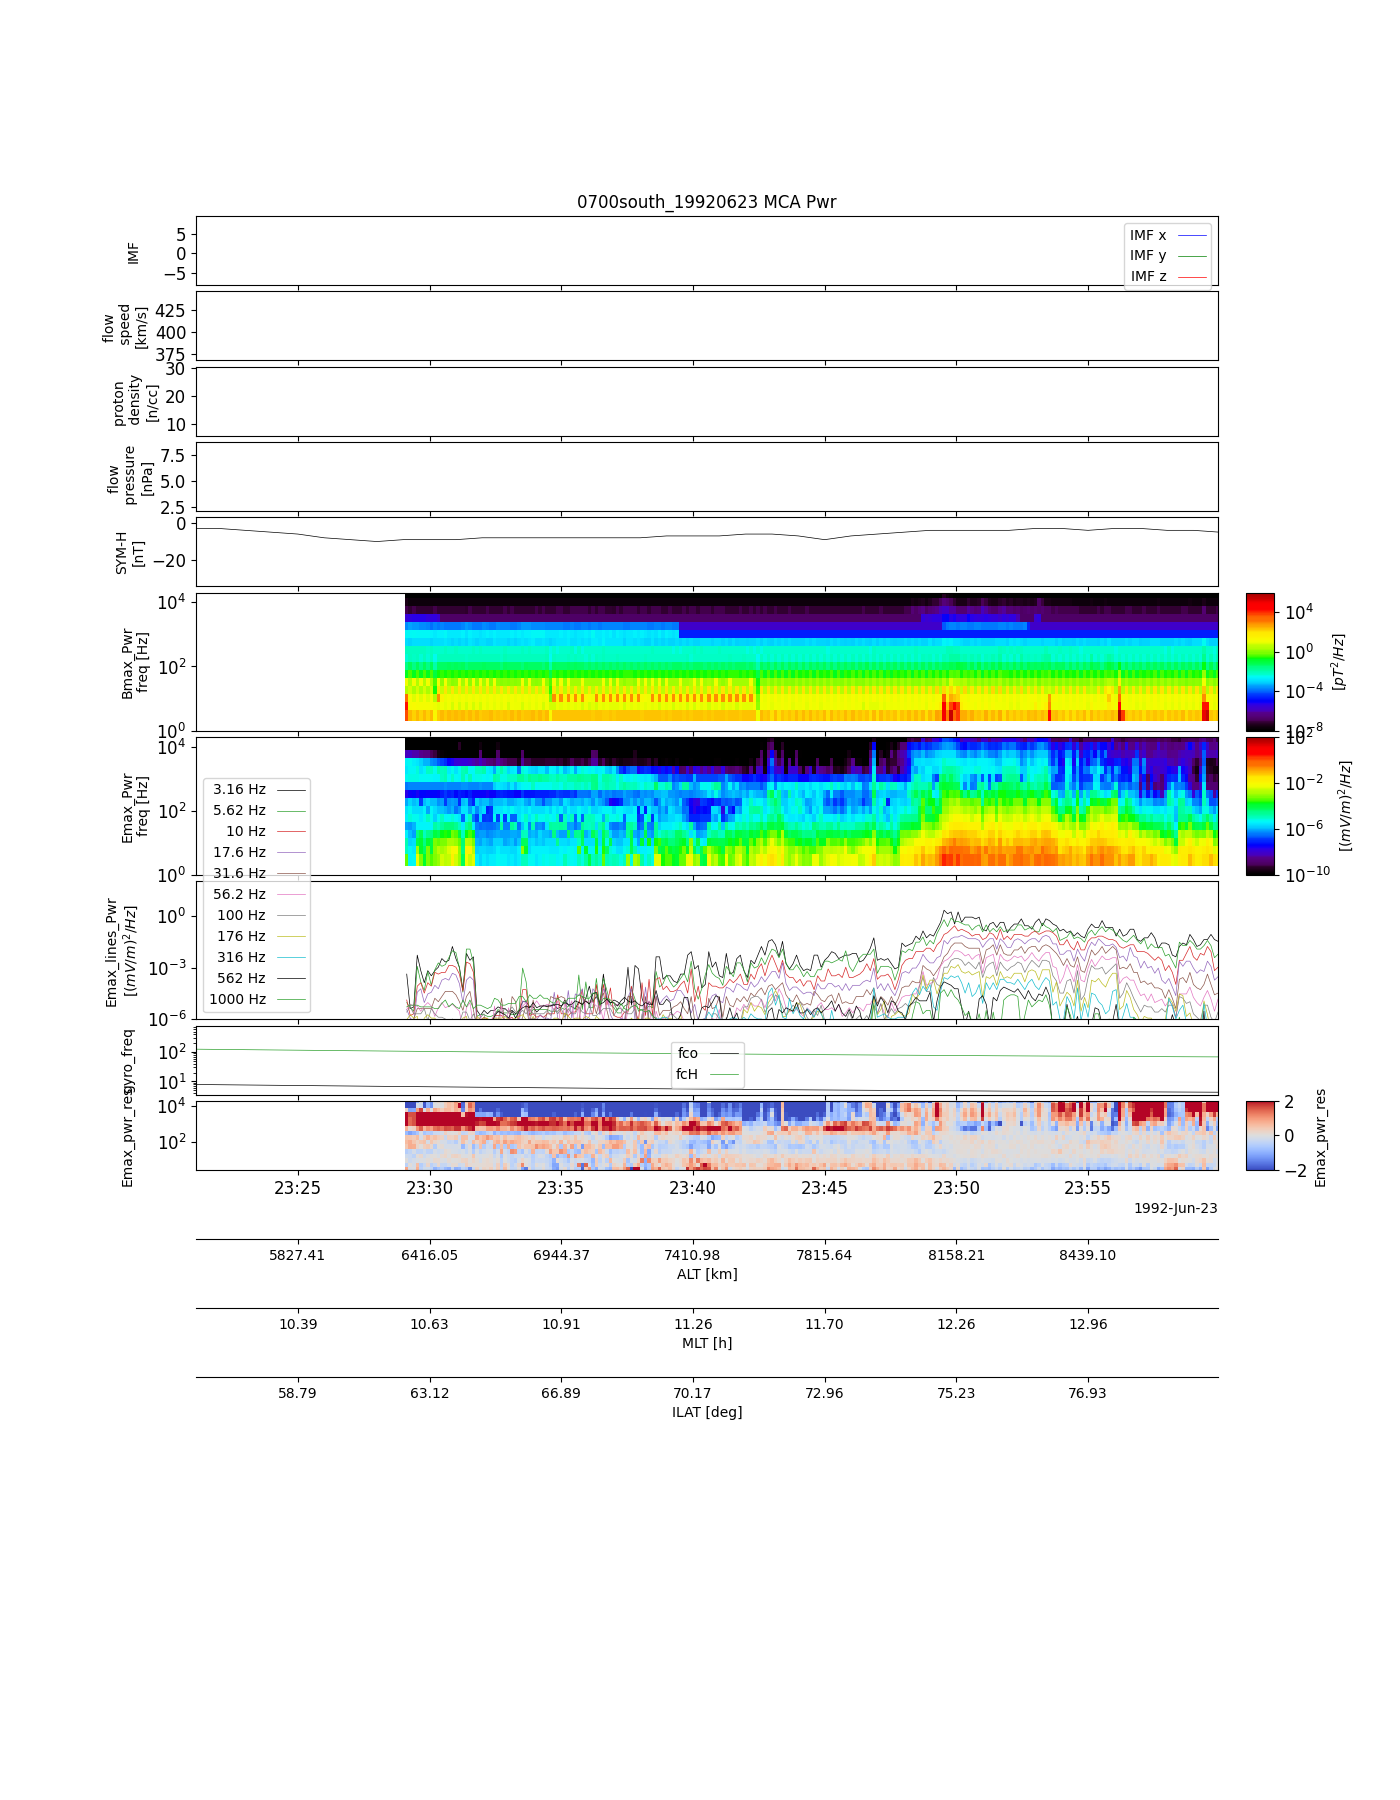 0700south_19920623 MCA Pwr
IMF
5
0
−5
IMF x
IMF y
IMF z
flow
speed
[km/s]
425
400
375
proton
density
[n/cc]
30
20
10
flow
pressure
[nPa]
7.5
5.0
2.5
SYM-H
[nT]
0
−20
Bmax_Pwr
freq [Hz]
10^4
10^2
10^0
10^4
10^0
10^−4
10^−8
[pT^2/Hz]
Emax_Pwr
freq [Hz]
10^4
10^2
10^0
10^2
10^−2
10^−6
10^−10
[(mV/m)^2/Hz]
3.16 Hz
5.62 Hz
10 Hz
17.6 Hz
31.6 Hz
56.2 Hz
100 Hz
176 Hz
316 Hz
562 Hz
1000 Hz
Emax_lines_Pwr
[(mV/m)^2/Hz]
10^0
10^−3
10^−6
gyro_freq
10^2
10^1
fco
fcH
Emax_pwr_res
10^4
10^2
2
0
−2
Emax_pwr_res
23:25 23:30 23:35 23:40 23:45 23:50 23:55
1992-Jun-23
5827.41 6416.05 6944.37 7410.98 7815.64 8158.21 8439.10
ALT [km]
10.39 10.63 10.91 11.26 11.70 12.26 12.96
MLT [h]
58.79 63.12 66.89 70.17 72.96 75.23 76.93
ILAT [deg]